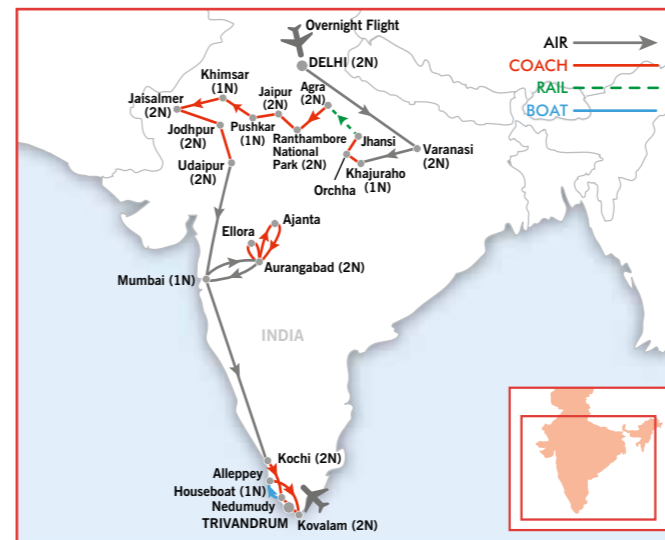 Overnight Flight
DELHI (2N)
AIR
COACH
RAIL
BOAT
Khimsar
(1N)
Jaisalmer
(2N)
Jaipur
(2N)
Agra
(2N)
Jodhpur
(2N)
Pushkar
(1N)
Ranthambore
National
Park (2N)
Jhansi
Varanasi
(2N)
Udaipur
(2N)
Khajuraho
(1N)
Orchha
Ellora
Ajanta
Aurangabad (2N)
Mumbai (1N)
INDIA
Kochi (2N)
Alleppey
Houseboat (1N)
Nedumudy
TRIVANDRUM
Kovalam (2N)